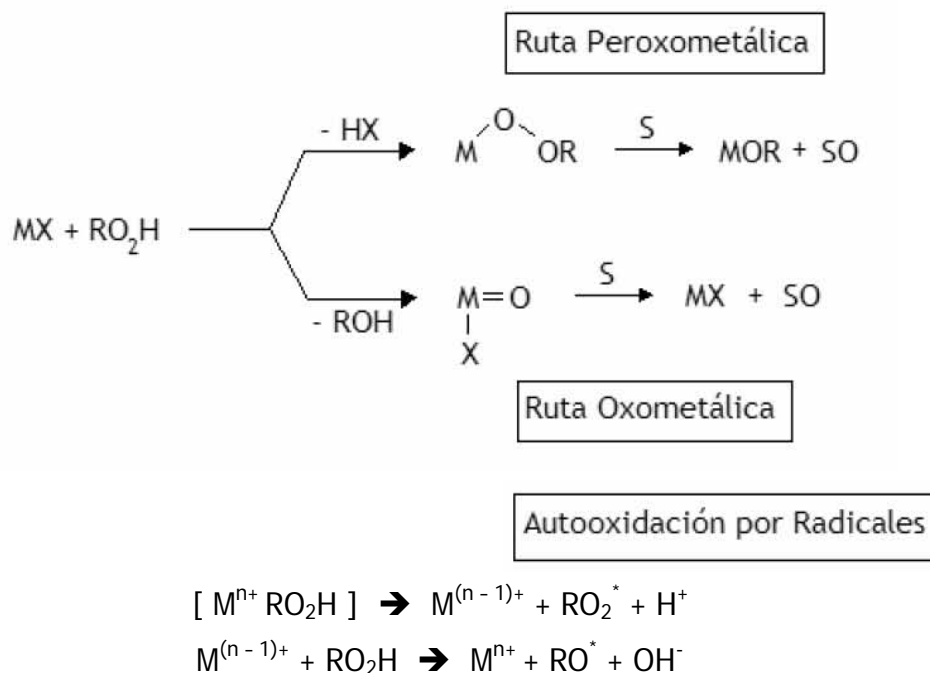 Ruta Peroxometálica
- HX
M O OR
S
MOR + SO
MX + RO₂H
- ROH
M=O
X
S
MX + SO
Ruta Oxometálica
Autooxidación por Radicales
[ Mⁿ⁺ RO₂H ] ➔ M⁽ⁿ ⁻ ¹⁾⁺ + RO₂* + H⁺
M⁽ⁿ ⁻ ¹⁾⁺ + RO₂H ➔ Mⁿ⁺ + RO* + OH⁻